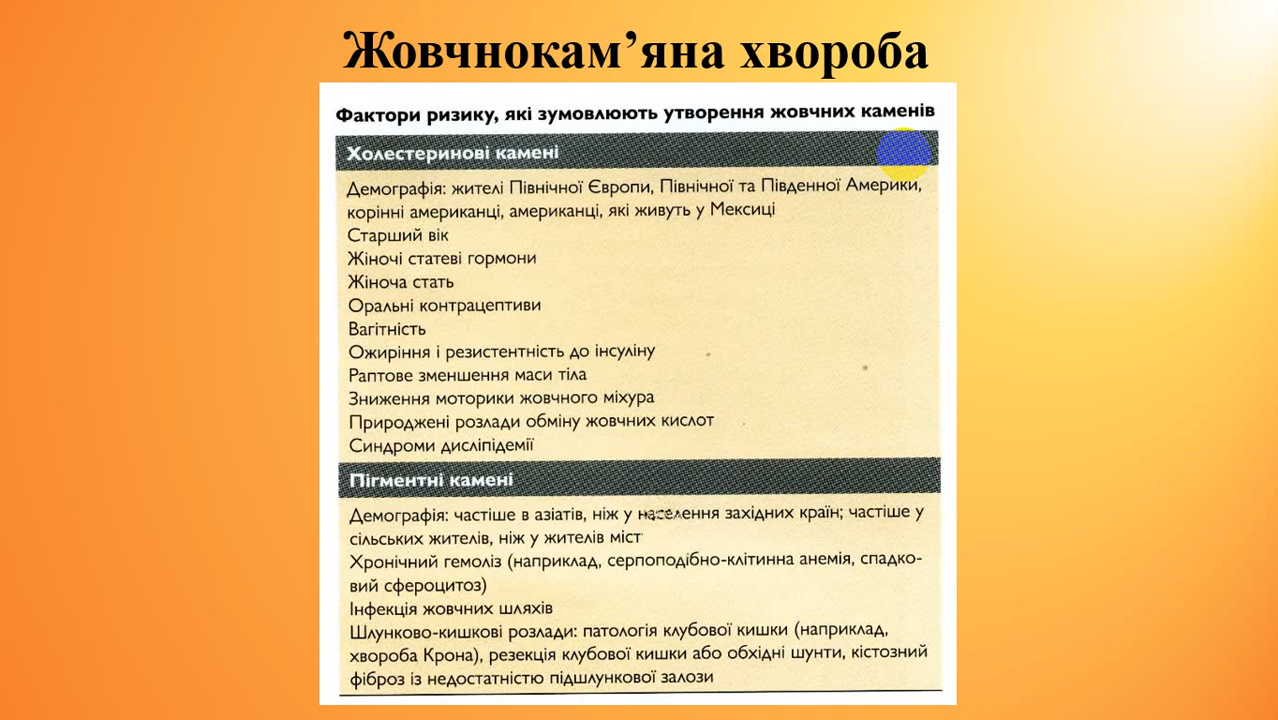 Жовчнокам’яна хвороба
Фактори ризику, які зумовлюють утворення жовчних каменів
Холестеринові камені
Демографія: жителі Північної Європи, Північної та Південної Америки,
корінні американці, американці, які живуть у Мексиці
Старший вік
Жіночі статеві гормони
Жіноча стать
Оральні контрацептиви
Вагітність
Ожиріння і резистентність до інсуліну
Раптове зменшення маси тіла
Зниження моторики жовчного міхура
Природжені розлади обміну жовчних кислот
Синдроми дисліпідемії
Пігментні камені
Демографія: частіше в азіатів, ніж у населення західних країн; частіше у
сільських жителів, ніж у жителів міст
Хронічний гемоліз (наприклад, серпоподібно-клітинна анемія, спадко-
вий сфероцитоз)
Інфекція жовчних шляхів
Шлунково-кишкові розлади: патологія клубової кишки (наприклад,
хвороба Крона), резекція клубової кишки або обхідні шунти, кістозний
фіброз із недостатністю підшлункової залози